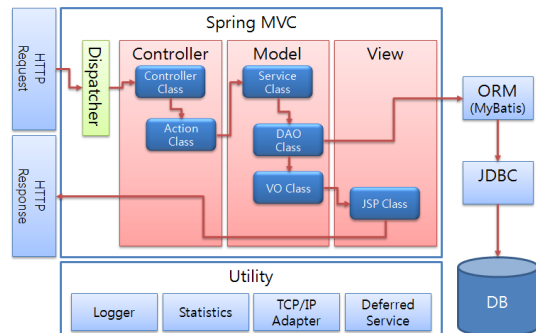 Spring MVC
HTTP
Request
Dispatcher
Controller
Model
View
Controller
Class
Service
Class
Action
Class
DAO
Class
VO Class
JSP Class
ORM
(MyBatis)
JDBC
DB
HTTP
Response
Utility
Logger
Statistics
TCP/IP
Adapter
Deferred
Service